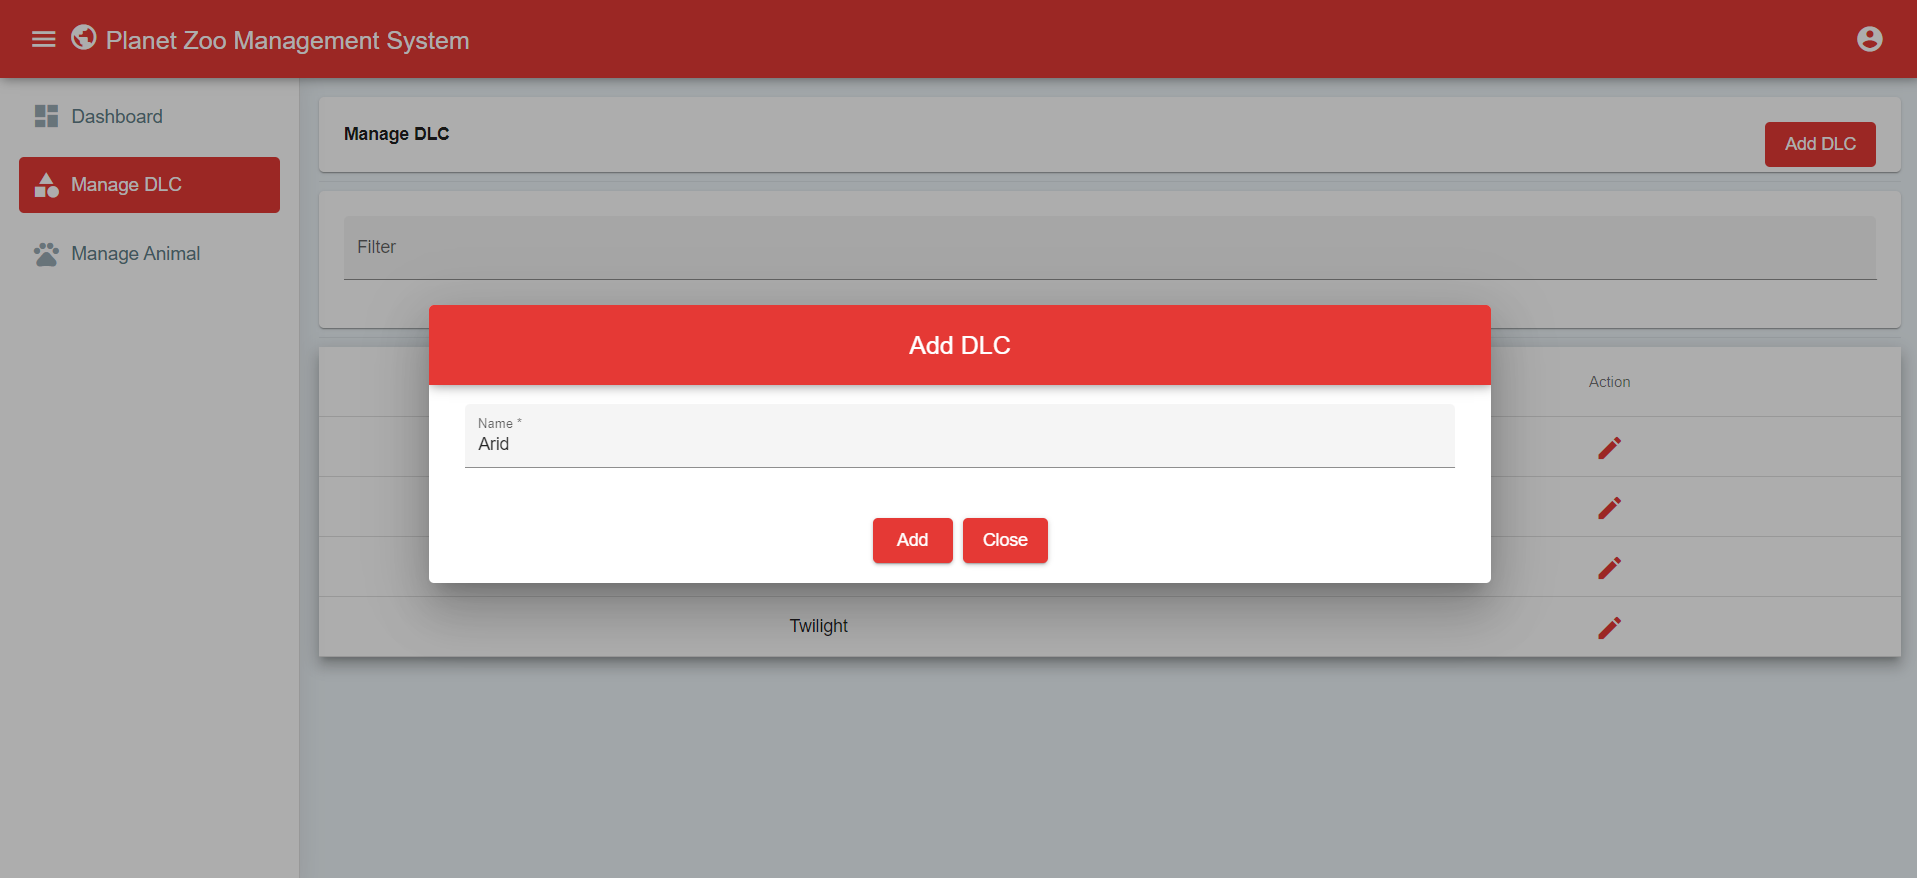 Planet Zoo Management System
Dashboard
Manage DLC
Manage Animal
Manage DLC
Add DLC
Filter
Add DLC
Name *
Arid
Add
Close
Action
Twilight